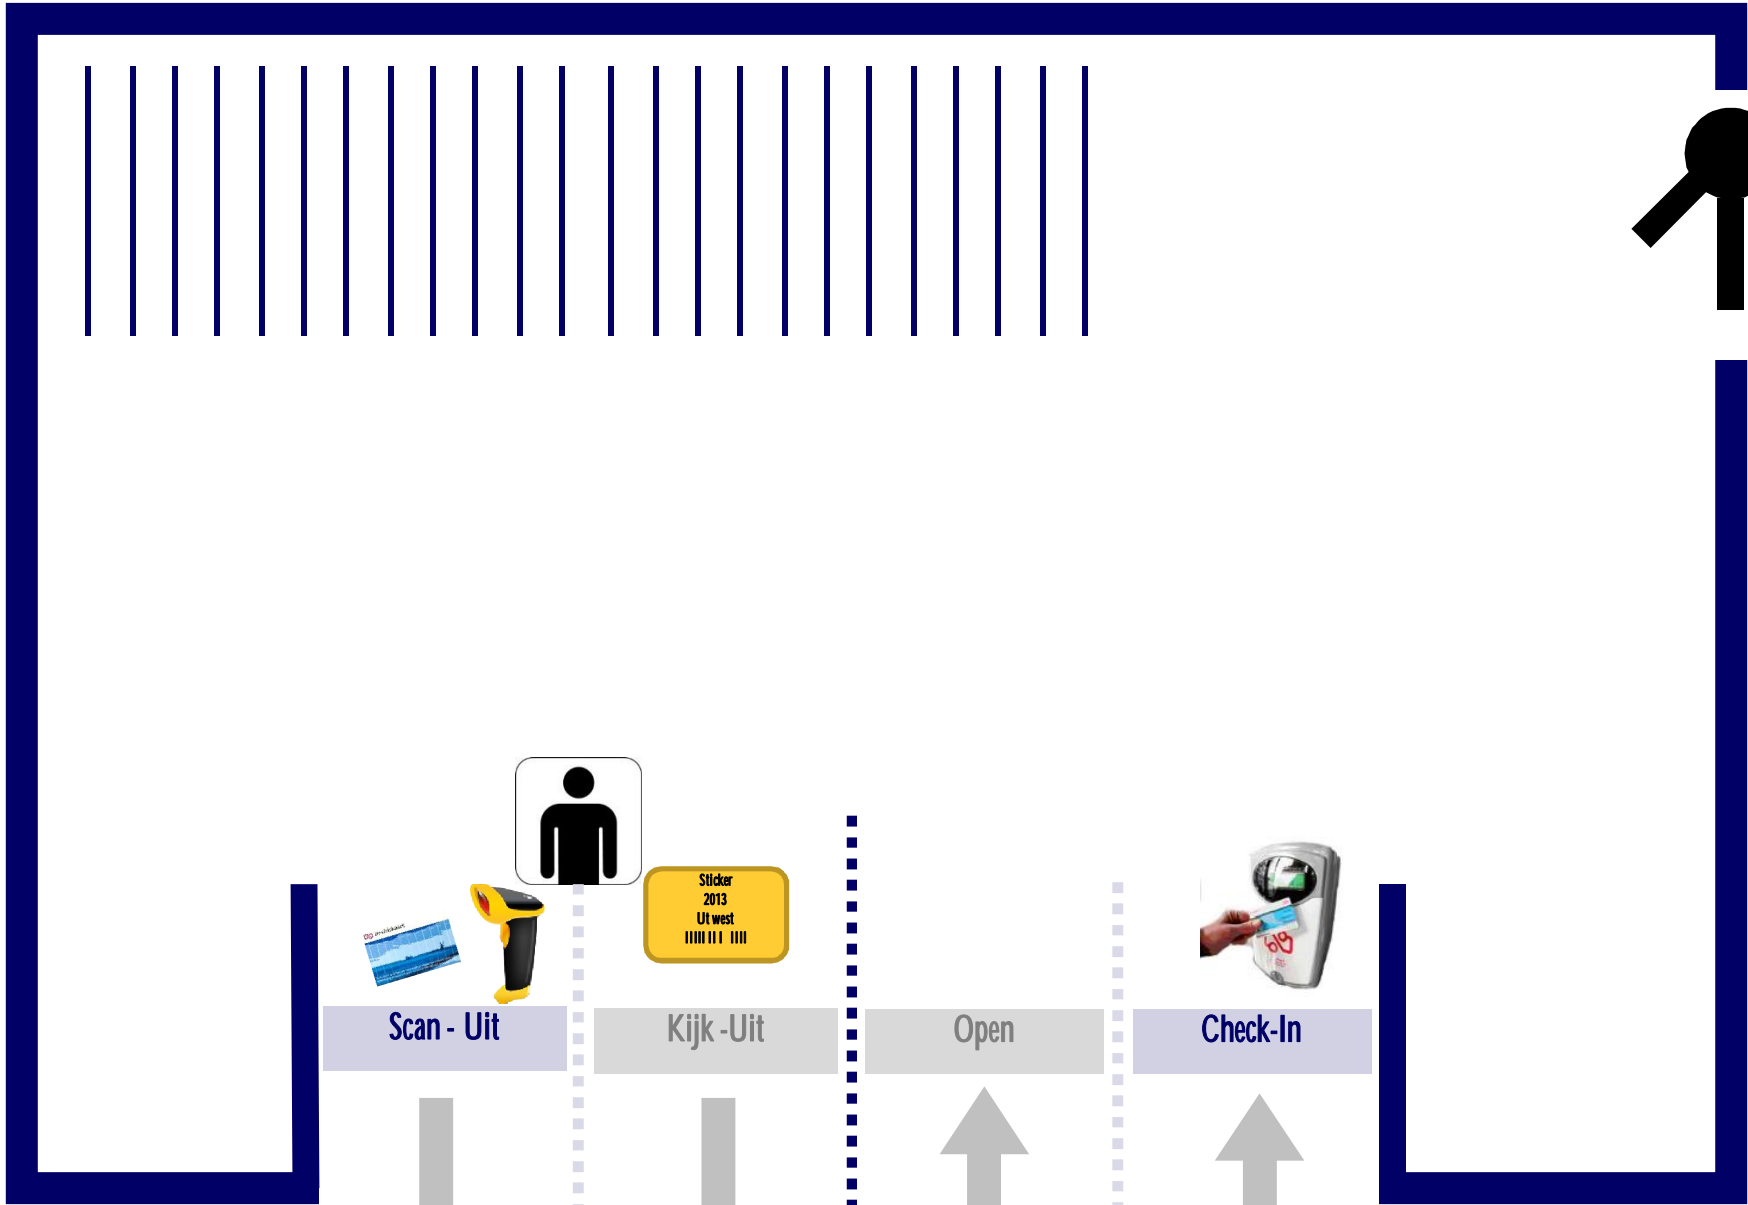 Sticker
2013
Ut west
Scan - Uit
Kijk -Uit
Open
Check-In